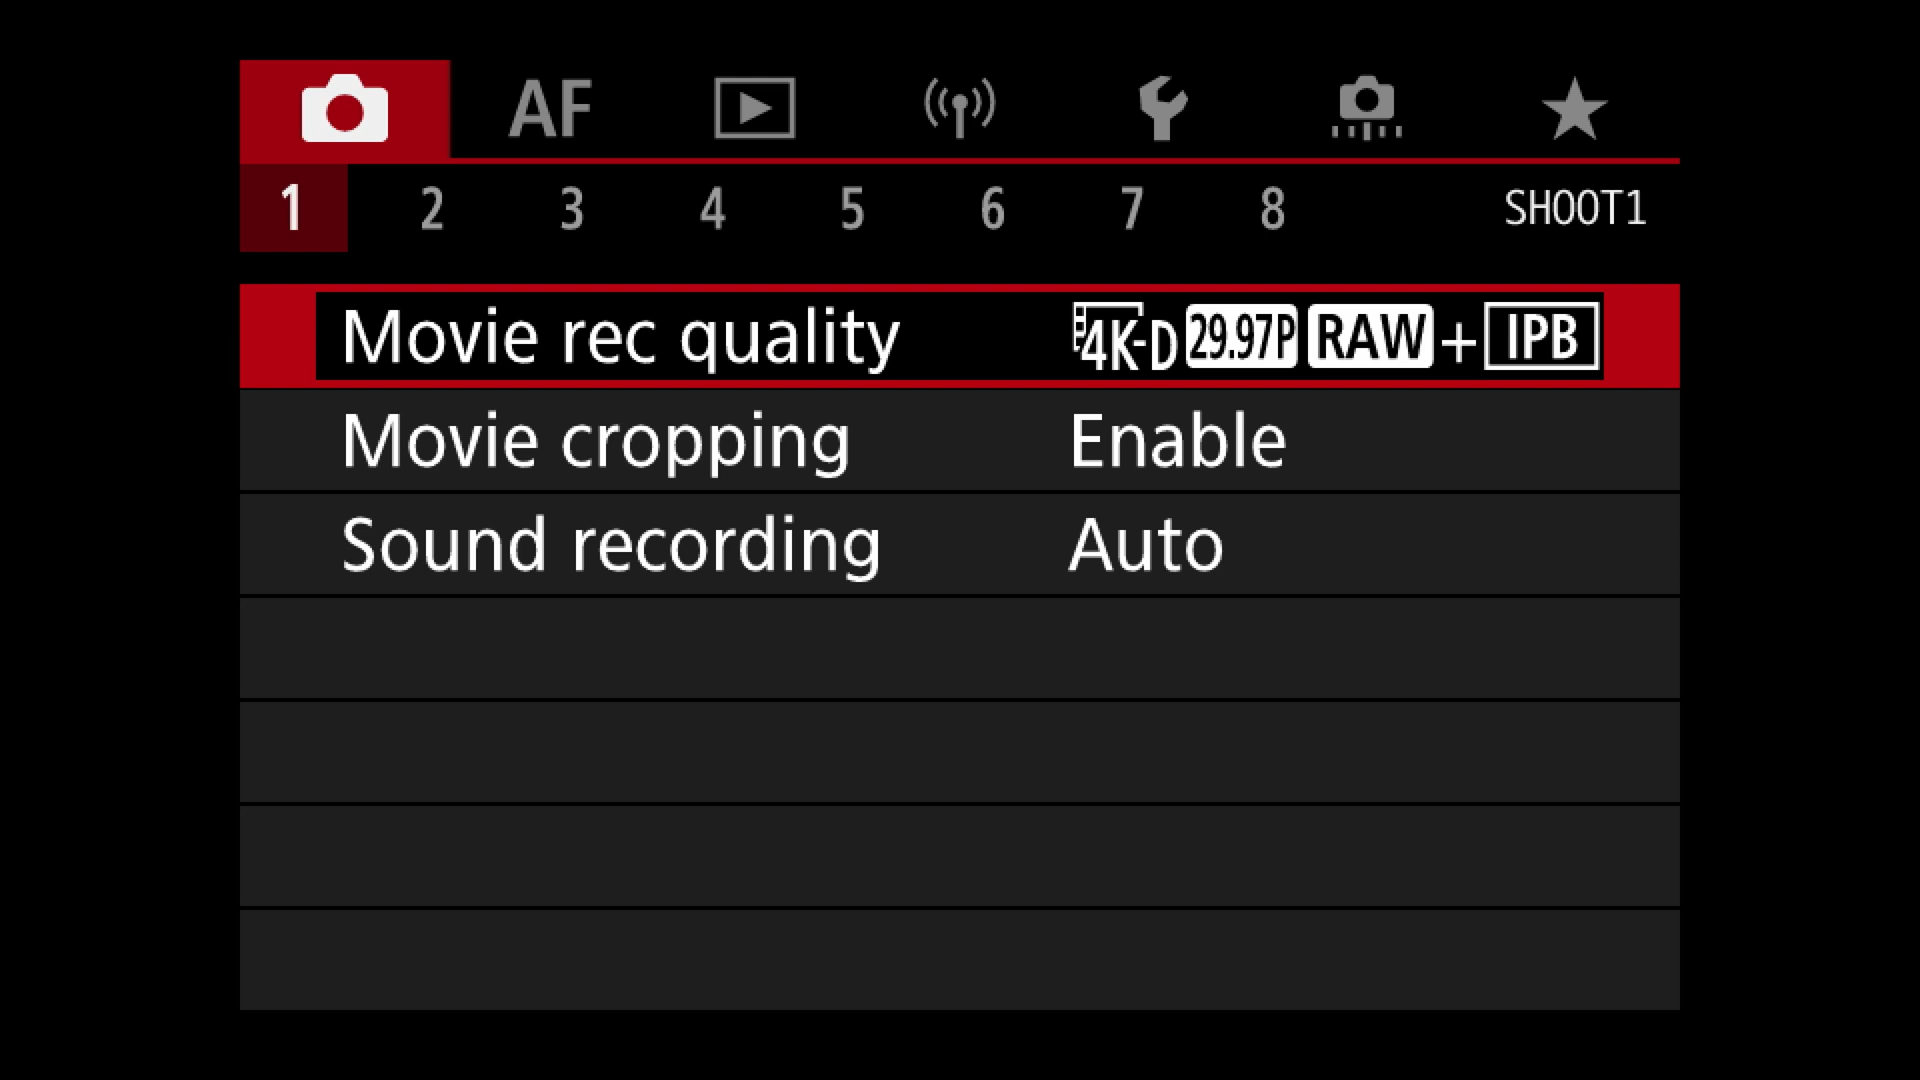 AF
1 2 3 4 5 6 7 8 SHOOT1
Movie rec quality 4K-D 29.97P RAW+IPB
Movie cropping Enable
Sound recording Auto